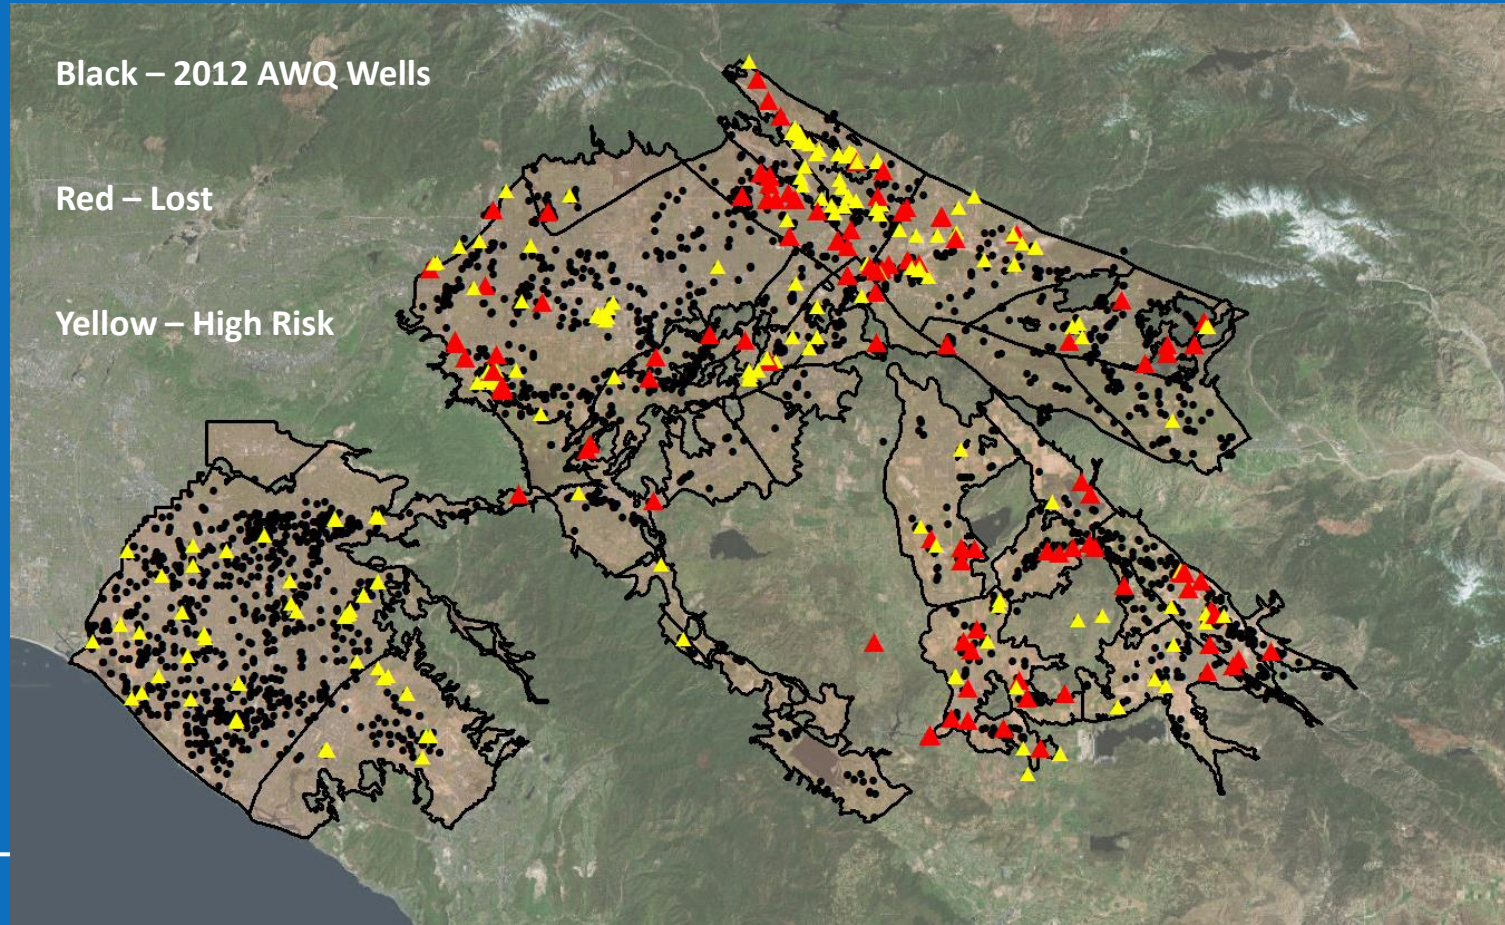 Black – 2012 AWQ Wells
Red – Lost
Yellow – High Risk